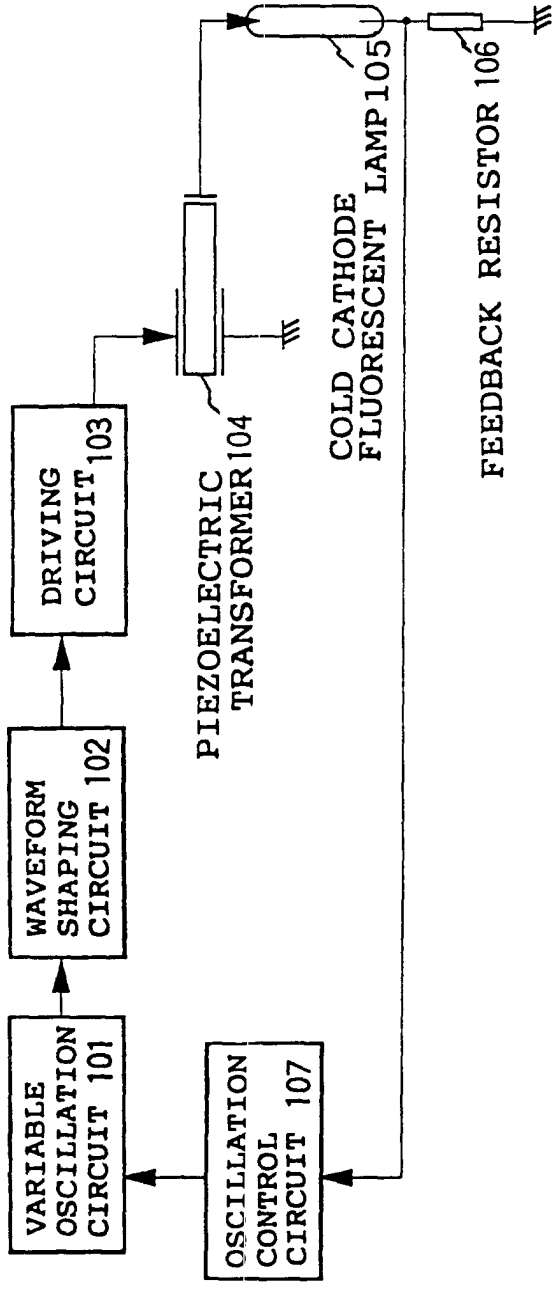 VARIABLE
OSCILLATION
CIRCUIT 101
WAVEFORM
SHAPING
CIRCUIT 102
DRIVING
CIRCUIT 103
PIEZOELECTRIC
TRANSFORMER 104
COLD CATHODE
FLUORESCENT LAMP 105
FEEDBACK RESISTOR 106
OSCILLATION
CONTROL
CIRCUIT 107